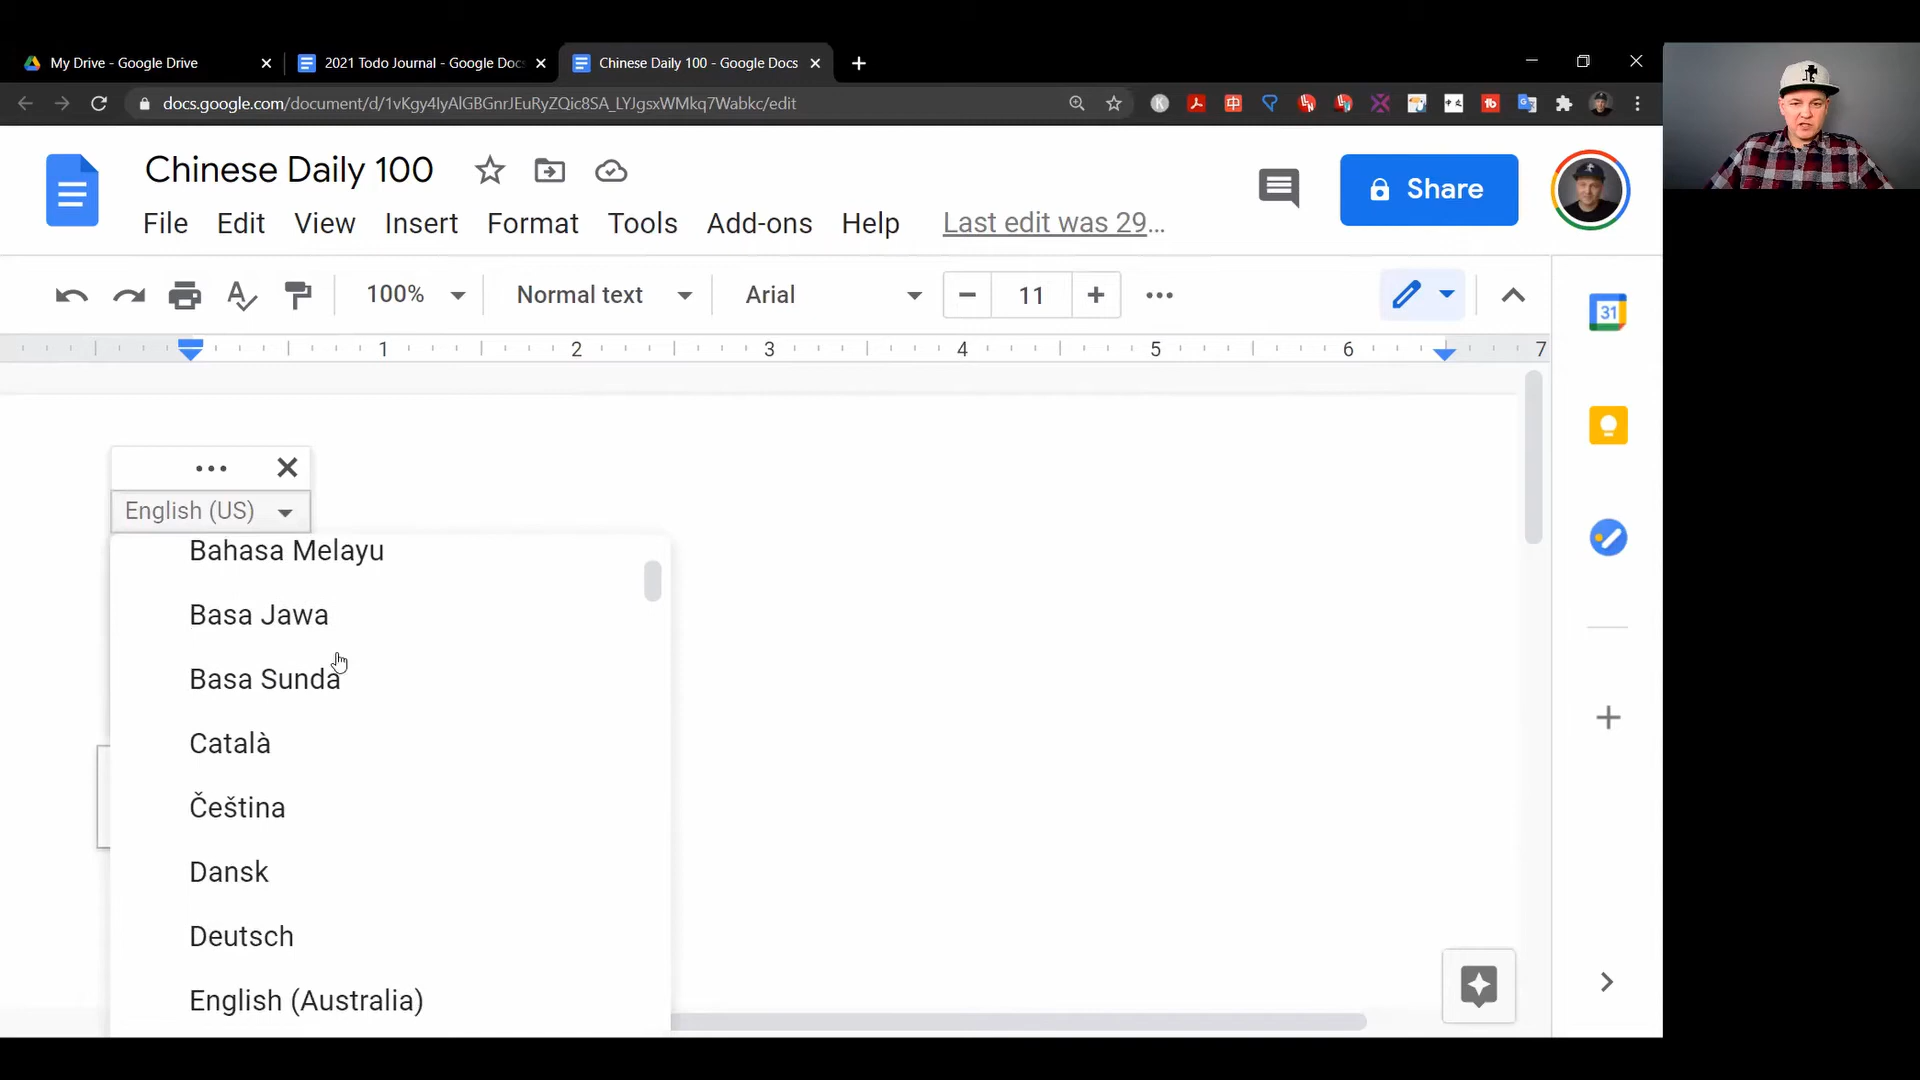 My Drive - Google Drive
2021 Todo Journal - Google Doc
Chinese Daily 100 - Google Docs
docs.google.com/document/d/1vKgy4IyAlGBGnrJEuRyZQic8SA_LYJgsxWMkq7Wabkc/edit
Chinese Daily 100
Share
File Edit View Insert Format Tools Add-ons Help Last edit was 29...
100% Normal text Arial 11
1 2 3 4 5 6 7
31
English (US)
Bahasa Melayu
Basa Jawa
Basa Sunda
Català
Čeština
Dansk
Deutsch
English (Australia)